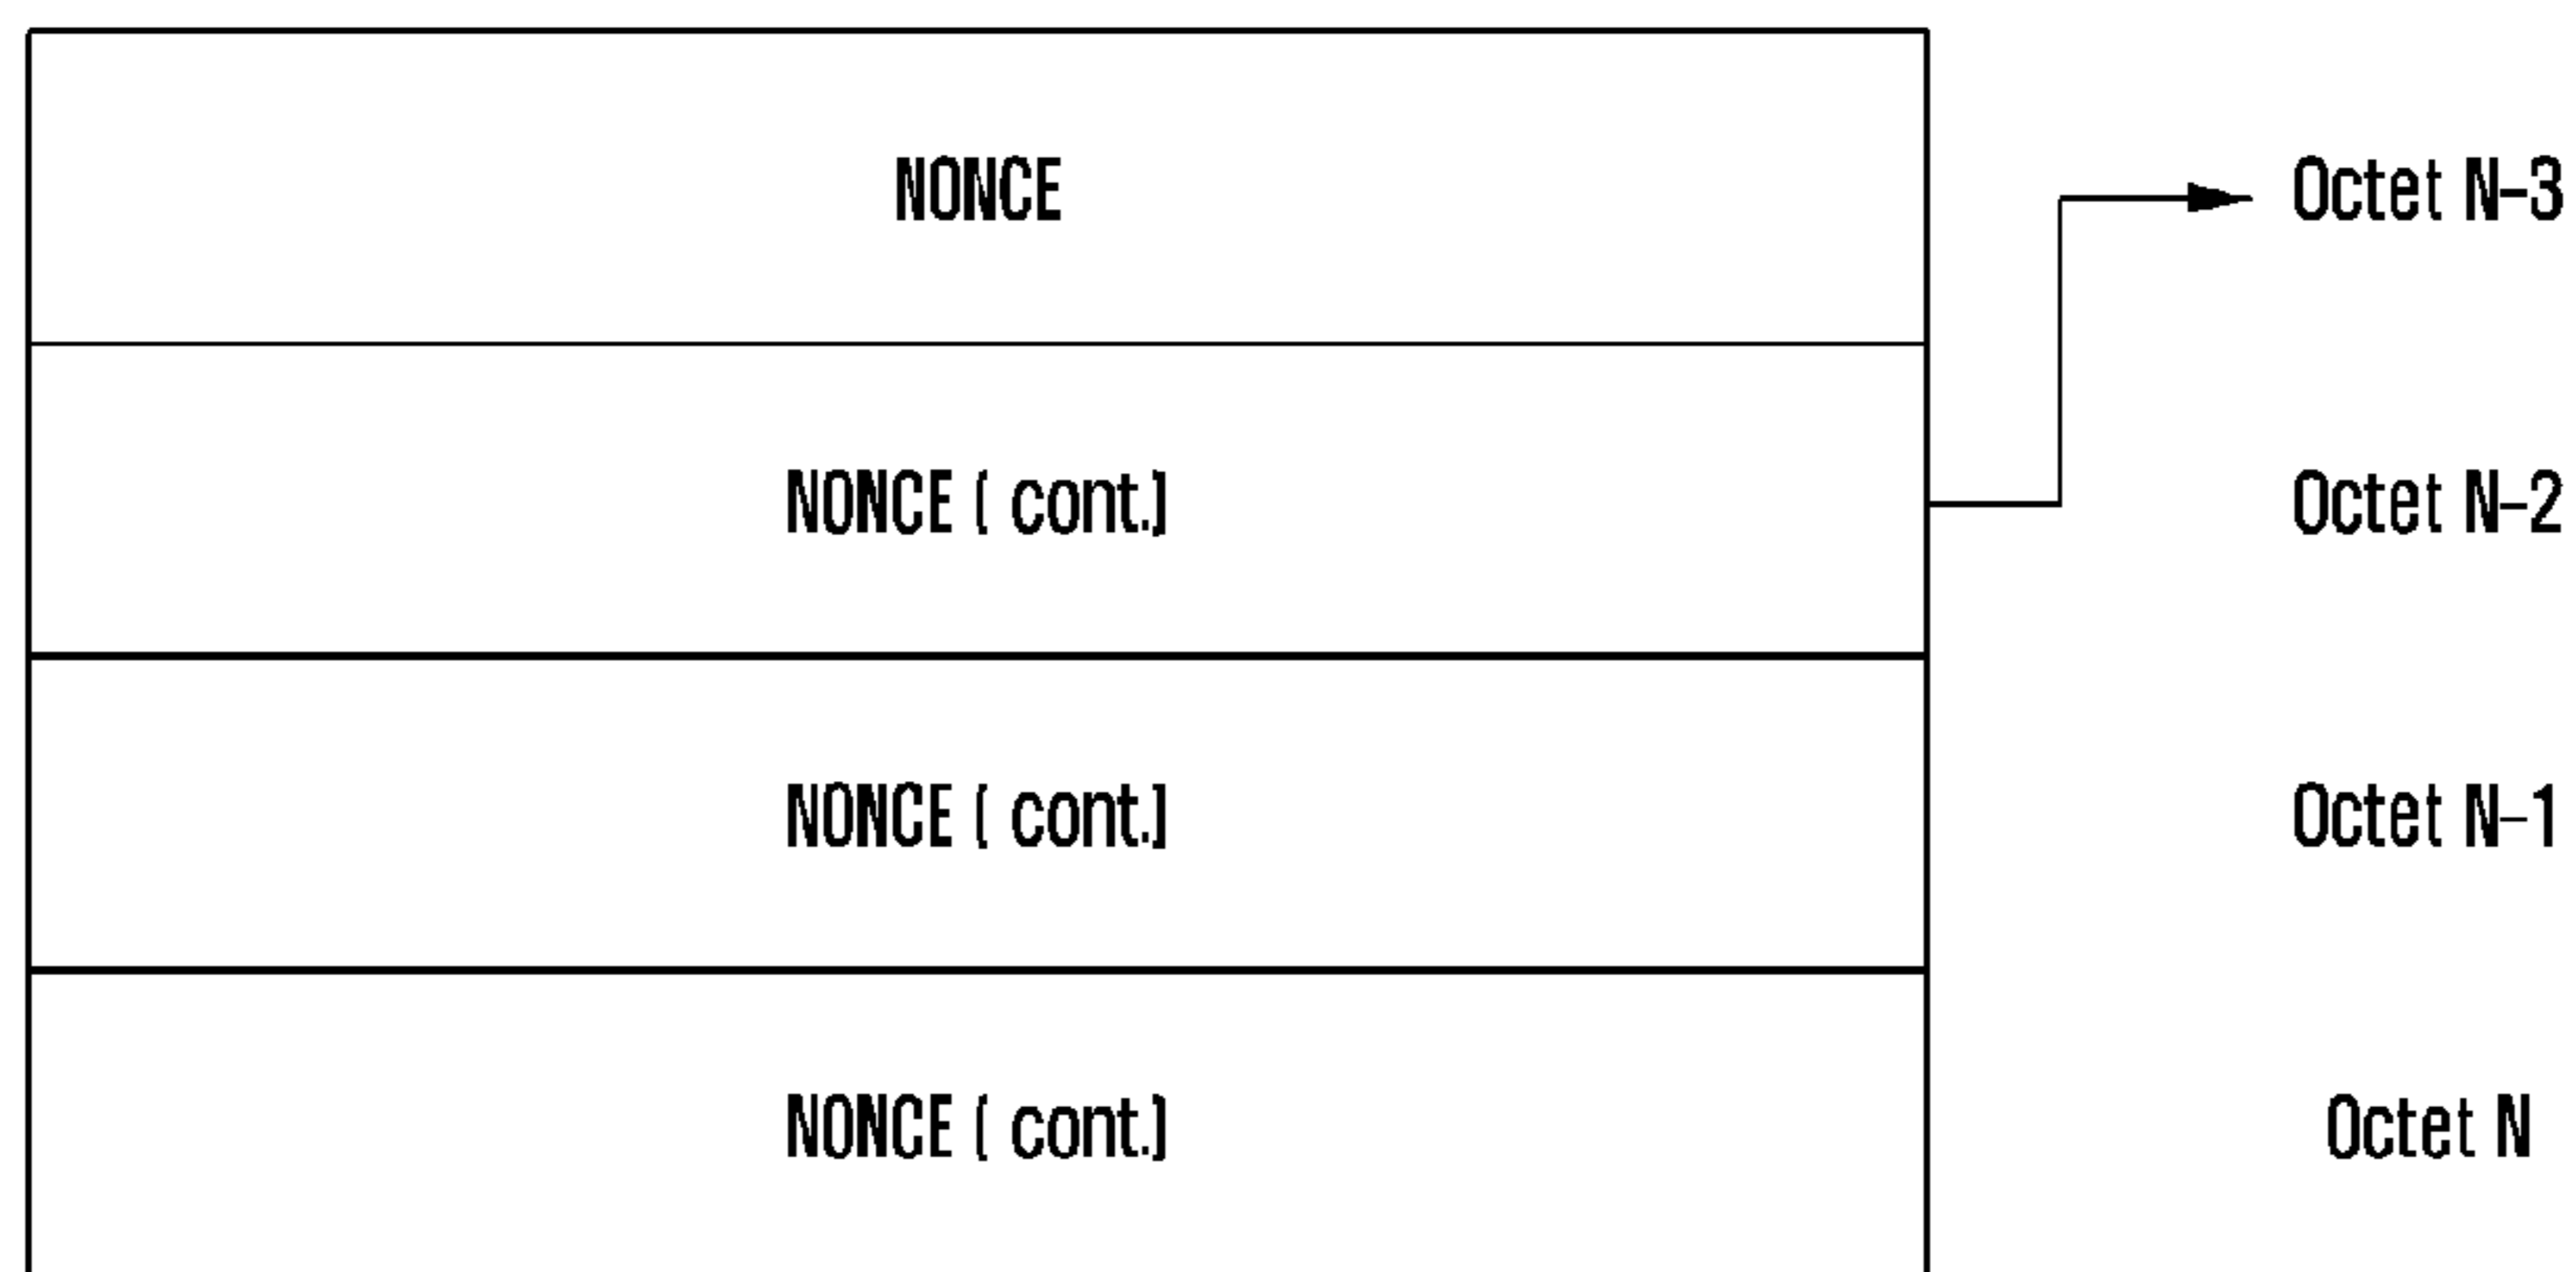 NONCE Octet N-3
NONCE ( cont.) Octet N-2
NONCE ( cont.) Octet N-1
NONCE ( cont.) Octet N